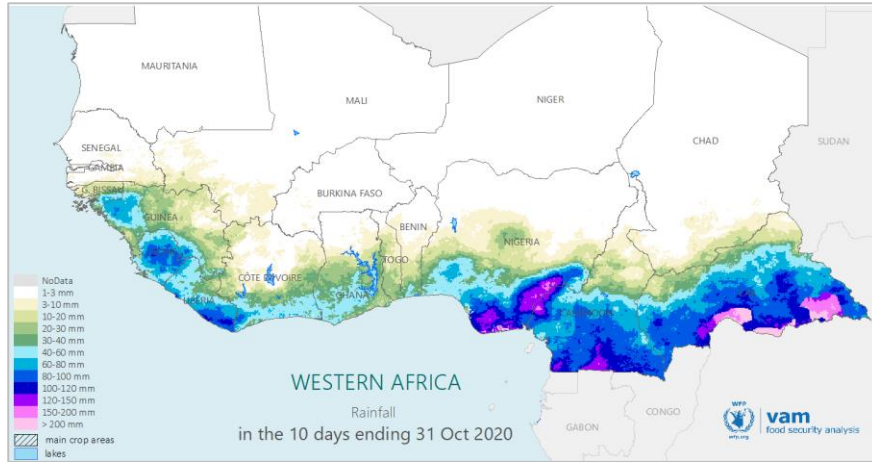 MAURITANIA
MALI
NIGER
CHAD
SUDAN
SENEGAL
GAMBIA
G. BISSAU
GUINEA
BURKINA FASO
BENIN
NIGERIA
TOGO
CÔTE D'IVOIRE
GHANA
LIBERIA
CAMEROON
GABON
CONGO
NoData
1-3 mm
3-10 mm
10-20 mm
20-30 mm
30-40 mm
40-60 mm
60-80 mm
80-100 mm
100-120 mm
120-150 mm
150-200 mm
> 200 mm
main crop areas
lakes
WESTERN AFRICA
Rainfall
in the 10 days ending 31 Oct 2020
WFP
wfp.org
vam
food security analysis